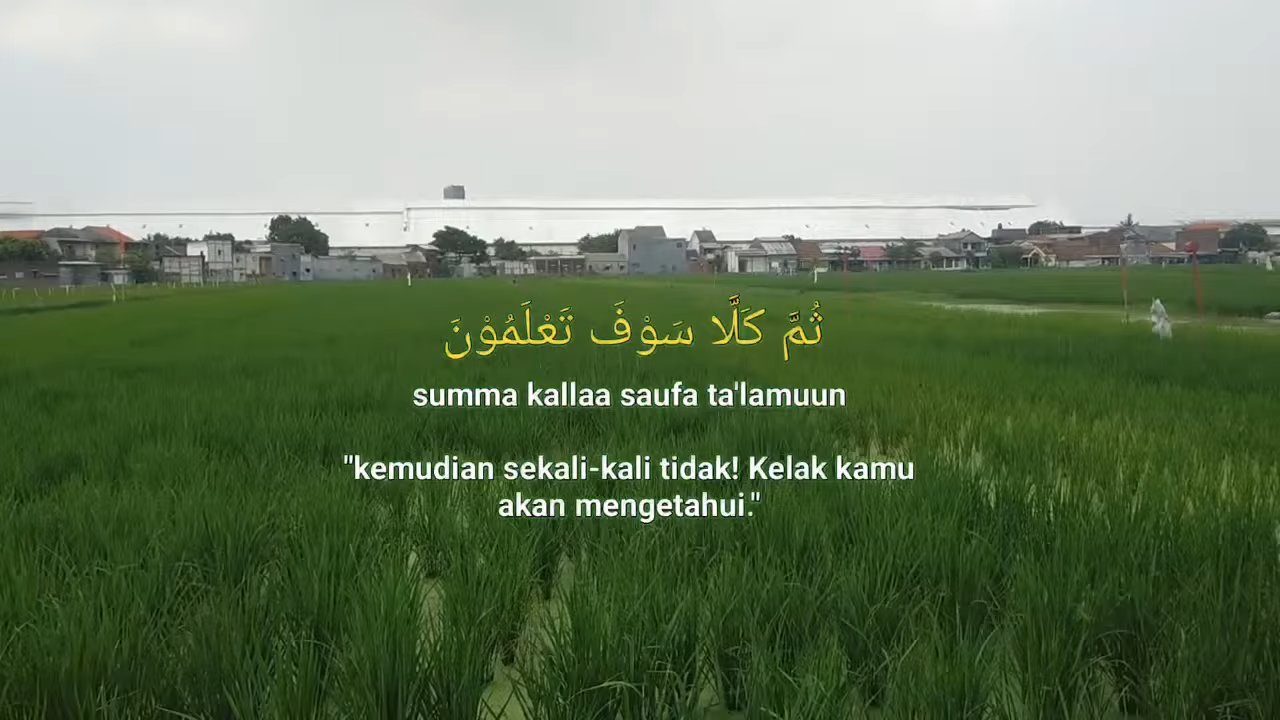 ثُمَّ كَلَّا سَوْفَ تَعْلَمُوْنَ
summa kallaa saufa ta'lamuun
"kemudian sekali-kali tidak! Kelak kamu
akan mengetahui."